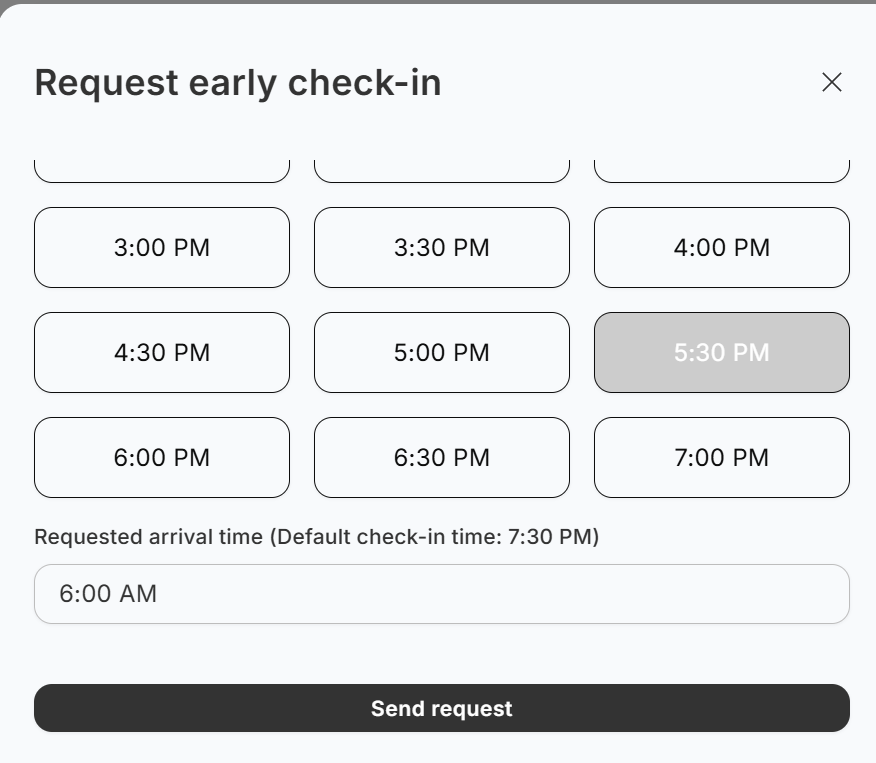 Request early check-in
3:00 PM
3:30 PM
4:00 PM
4:30 PM
5:00 PM
5:30 PM
6:00 PM
6:30 PM
7:00 PM
Requested arrival time (Default check-in time: 7:30 PM)
6:00 AM
Send request